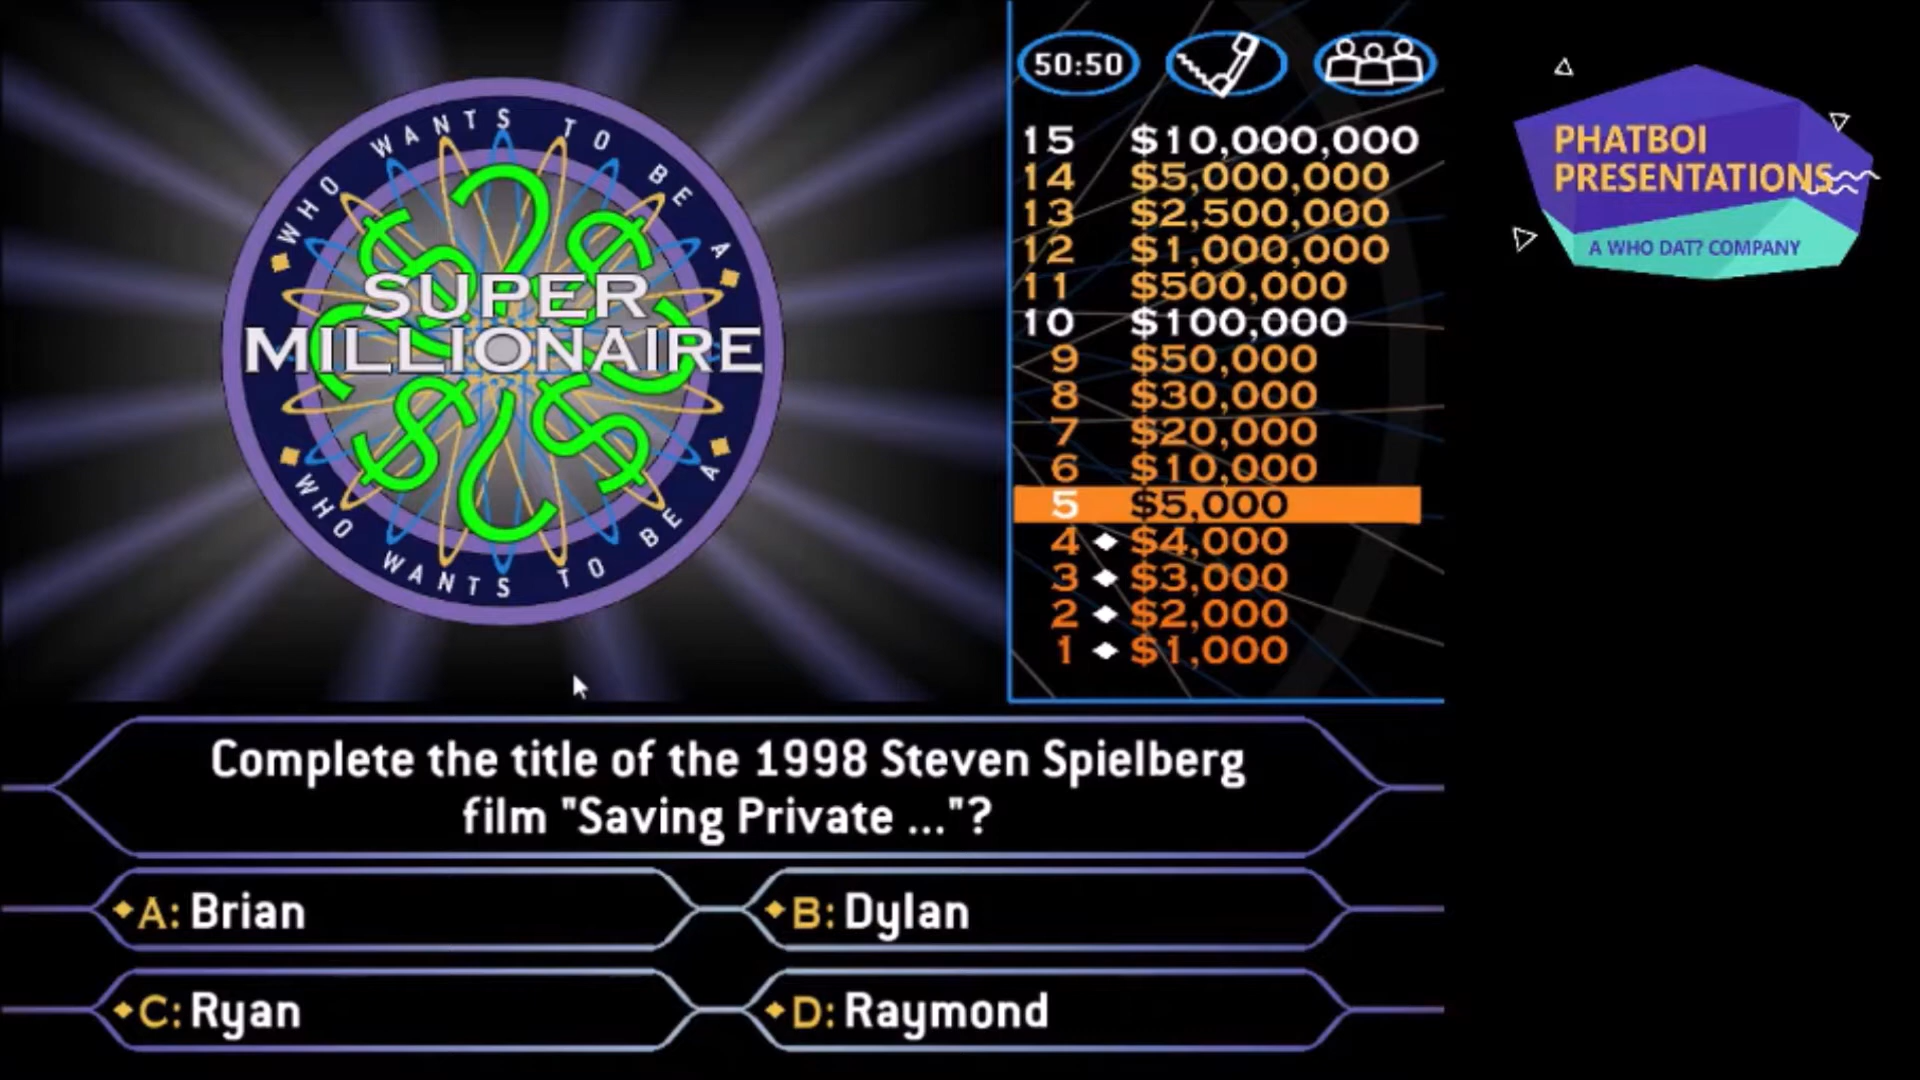 WHO WANTS TO BE A
SUPER
MILLIONAIRE
WHO WANTS TO BE A
50:50
15 $10,000,000
14 $5,000,000
13 $2,500,000
12 $1,000,000
11 $500,000
10 $100,000
9 $50,000
8 $30,000
7 $20,000
6 $10,000
5 $5,000
4 $4,000
3 $3,000
2 $2,000
1 $1,000
PHATBOI
PRESENTATIONS
A WHO DAT? COMPANY
Complete the title of the 1998 Steven Spielberg
film "Saving Private ..."?
A: Brian
B: Dylan
C: Ryan
D: Raymond